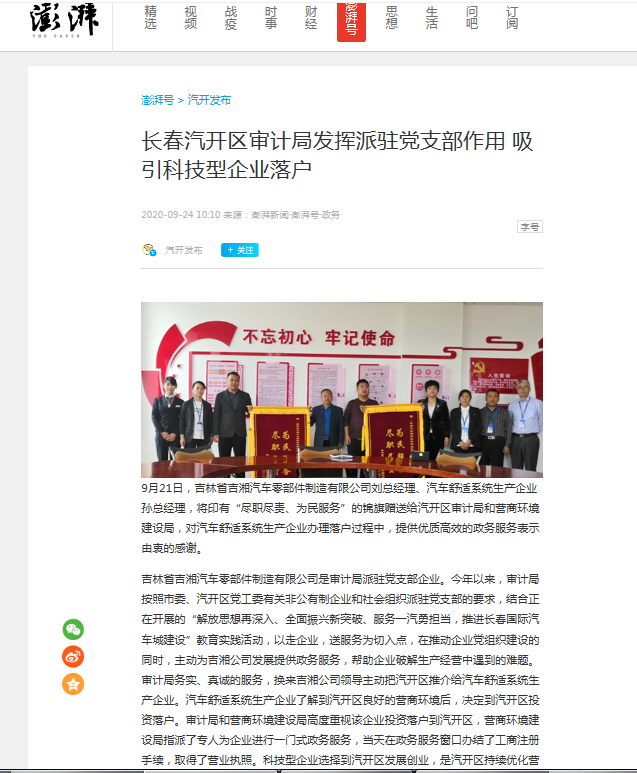 澎湃
THE PAPER
精选 视频 战疫 时事 财经 澎湃号 思想 生活 问吧 订阅
澎湃号 > 汽开发布
长春汽开区审计局发挥派驻党支部作用 吸
引科技型企业落户
2020-09-24 10:10 来源：澎湃新闻·澎湃号·政务
字号
汽开发布 + 关注
不忘初心 牢记使命
入党誓词
9月21日，吉林省吉湘汽车零部件制造有限公司刘总经理、汽车舒适系统生产企业
孙总经理，将印有“尽职尽责、为民服务”的锦旗赠送给汽开区审计局和营商环境
建设局，对汽车舒适系统生产企业办理落户过程中，提供优质高效的政务服务表示
由衷的感谢。
吉林省吉湘汽车零部件制造有限公司是审计局派驻党支部企业。今年以来，审计局
按照市委、汽开区党工委有关非公有制企业和社会组织派驻党支部的要求，结合正
在开展的“解放思想再深入、全面振兴新突破、服务一汽勇担当，推进长春国际汽
车城建设”教育实践活动，以走企业，送服务为切入点，在推动企业党组织建设的
同时，主动为吉湘公司发展提供政务服务，帮助企业破解生产经营中遇到的难题。
审计局务实、真诚的服务，换来吉湘公司领导主动把汽开区推介给汽车舒适系统生
产企业。汽车舒适系统生产企业了解到汽开区良好的营商环境后，决定到汽开区投
资落户。审计局和营商环境建设局高度重视该企业投资落户到汽开区，营商环境建
设局指派了专人为企业进行一门式政务服务，当天在政务服务窗口办结了工商注册
手续，取得了营业执照。科技型企业选择到汽开区发展创业，是汽开区持续优化营